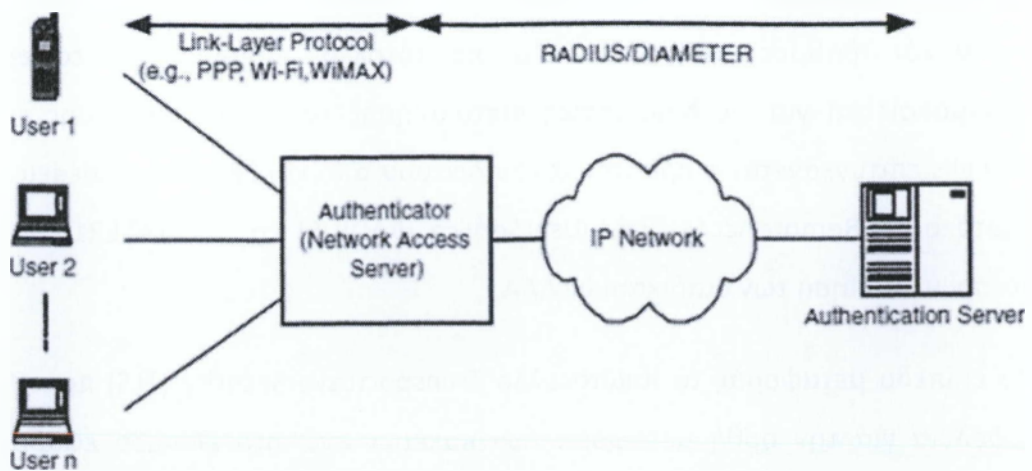 Link-Layer Protocol
(e.g., PPP, Wi-Fi,WiMAX)
RADIUS/DIAMETER
User 1
User 2
User n
Authenticator
(Network Access
Server)
IP Network
Authentication Server